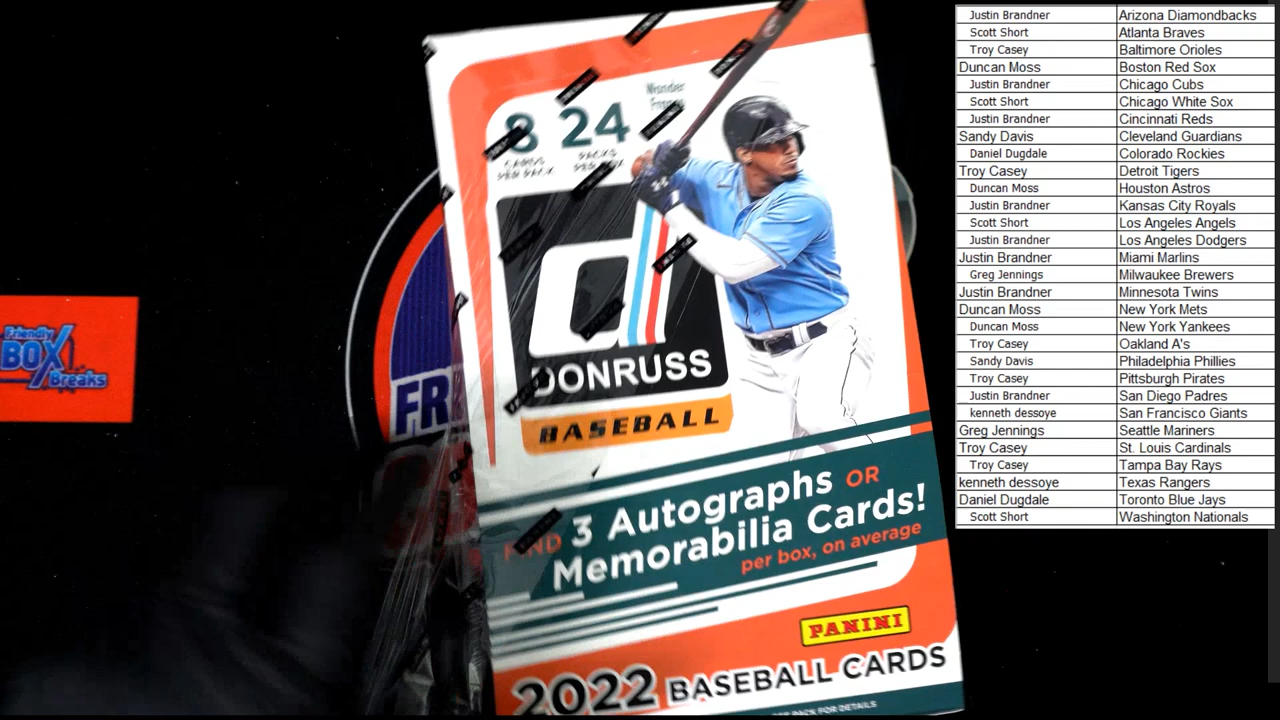 Friendly
BOX
Breaks
FR
8 24
CARDS PACKS
PER PACK PER BOX
Wonder
DONRUSS
BASEBALL
FIND 3 Autographs OR
Memorabilia Cards!
per box, on average
PANINI
2022 BASEBALL CARDS
PACK FOR DETAILS
Justin Brandner Arizona Diamondbacks
Scott Short Atlanta Braves
Troy Casey Baltimore Orioles
Duncan Moss Boston Red Sox
Justin Brandner Chicago Cubs
Scott Short Chicago White Sox
Justin Brandner Cincinnati Reds
Sandy Davis Cleveland Guardians
Daniel Dugdale Colorado Rockies
Troy Casey Detroit Tigers
Duncan Moss Houston Astros
Justin Brandner Kansas City Royals
Scott Short Los Angeles Angels
Justin Brandner Los Angeles Dodgers
Justin Brandner Miami Marlins
Greg Jennings Milwaukee Brewers
Justin Brandner Minnesota Twins
Duncan Moss New York Mets
Duncan Moss New York Yankees
Troy Casey Oakland A's
Sandy Davis Philadelphia Phillies
Troy Casey Pittsburgh Pirates
Justin Brandner San Diego Padres
kenneth dessoye San Francisco Giants
Greg Jennings Seattle Mariners
Troy Casey St. Louis Cardinals
Troy Casey Tampa Bay Rays
kenneth dessoye Texas Rangers
Daniel Dugdale Toronto Blue Jays
Scott Short Washington Nationals